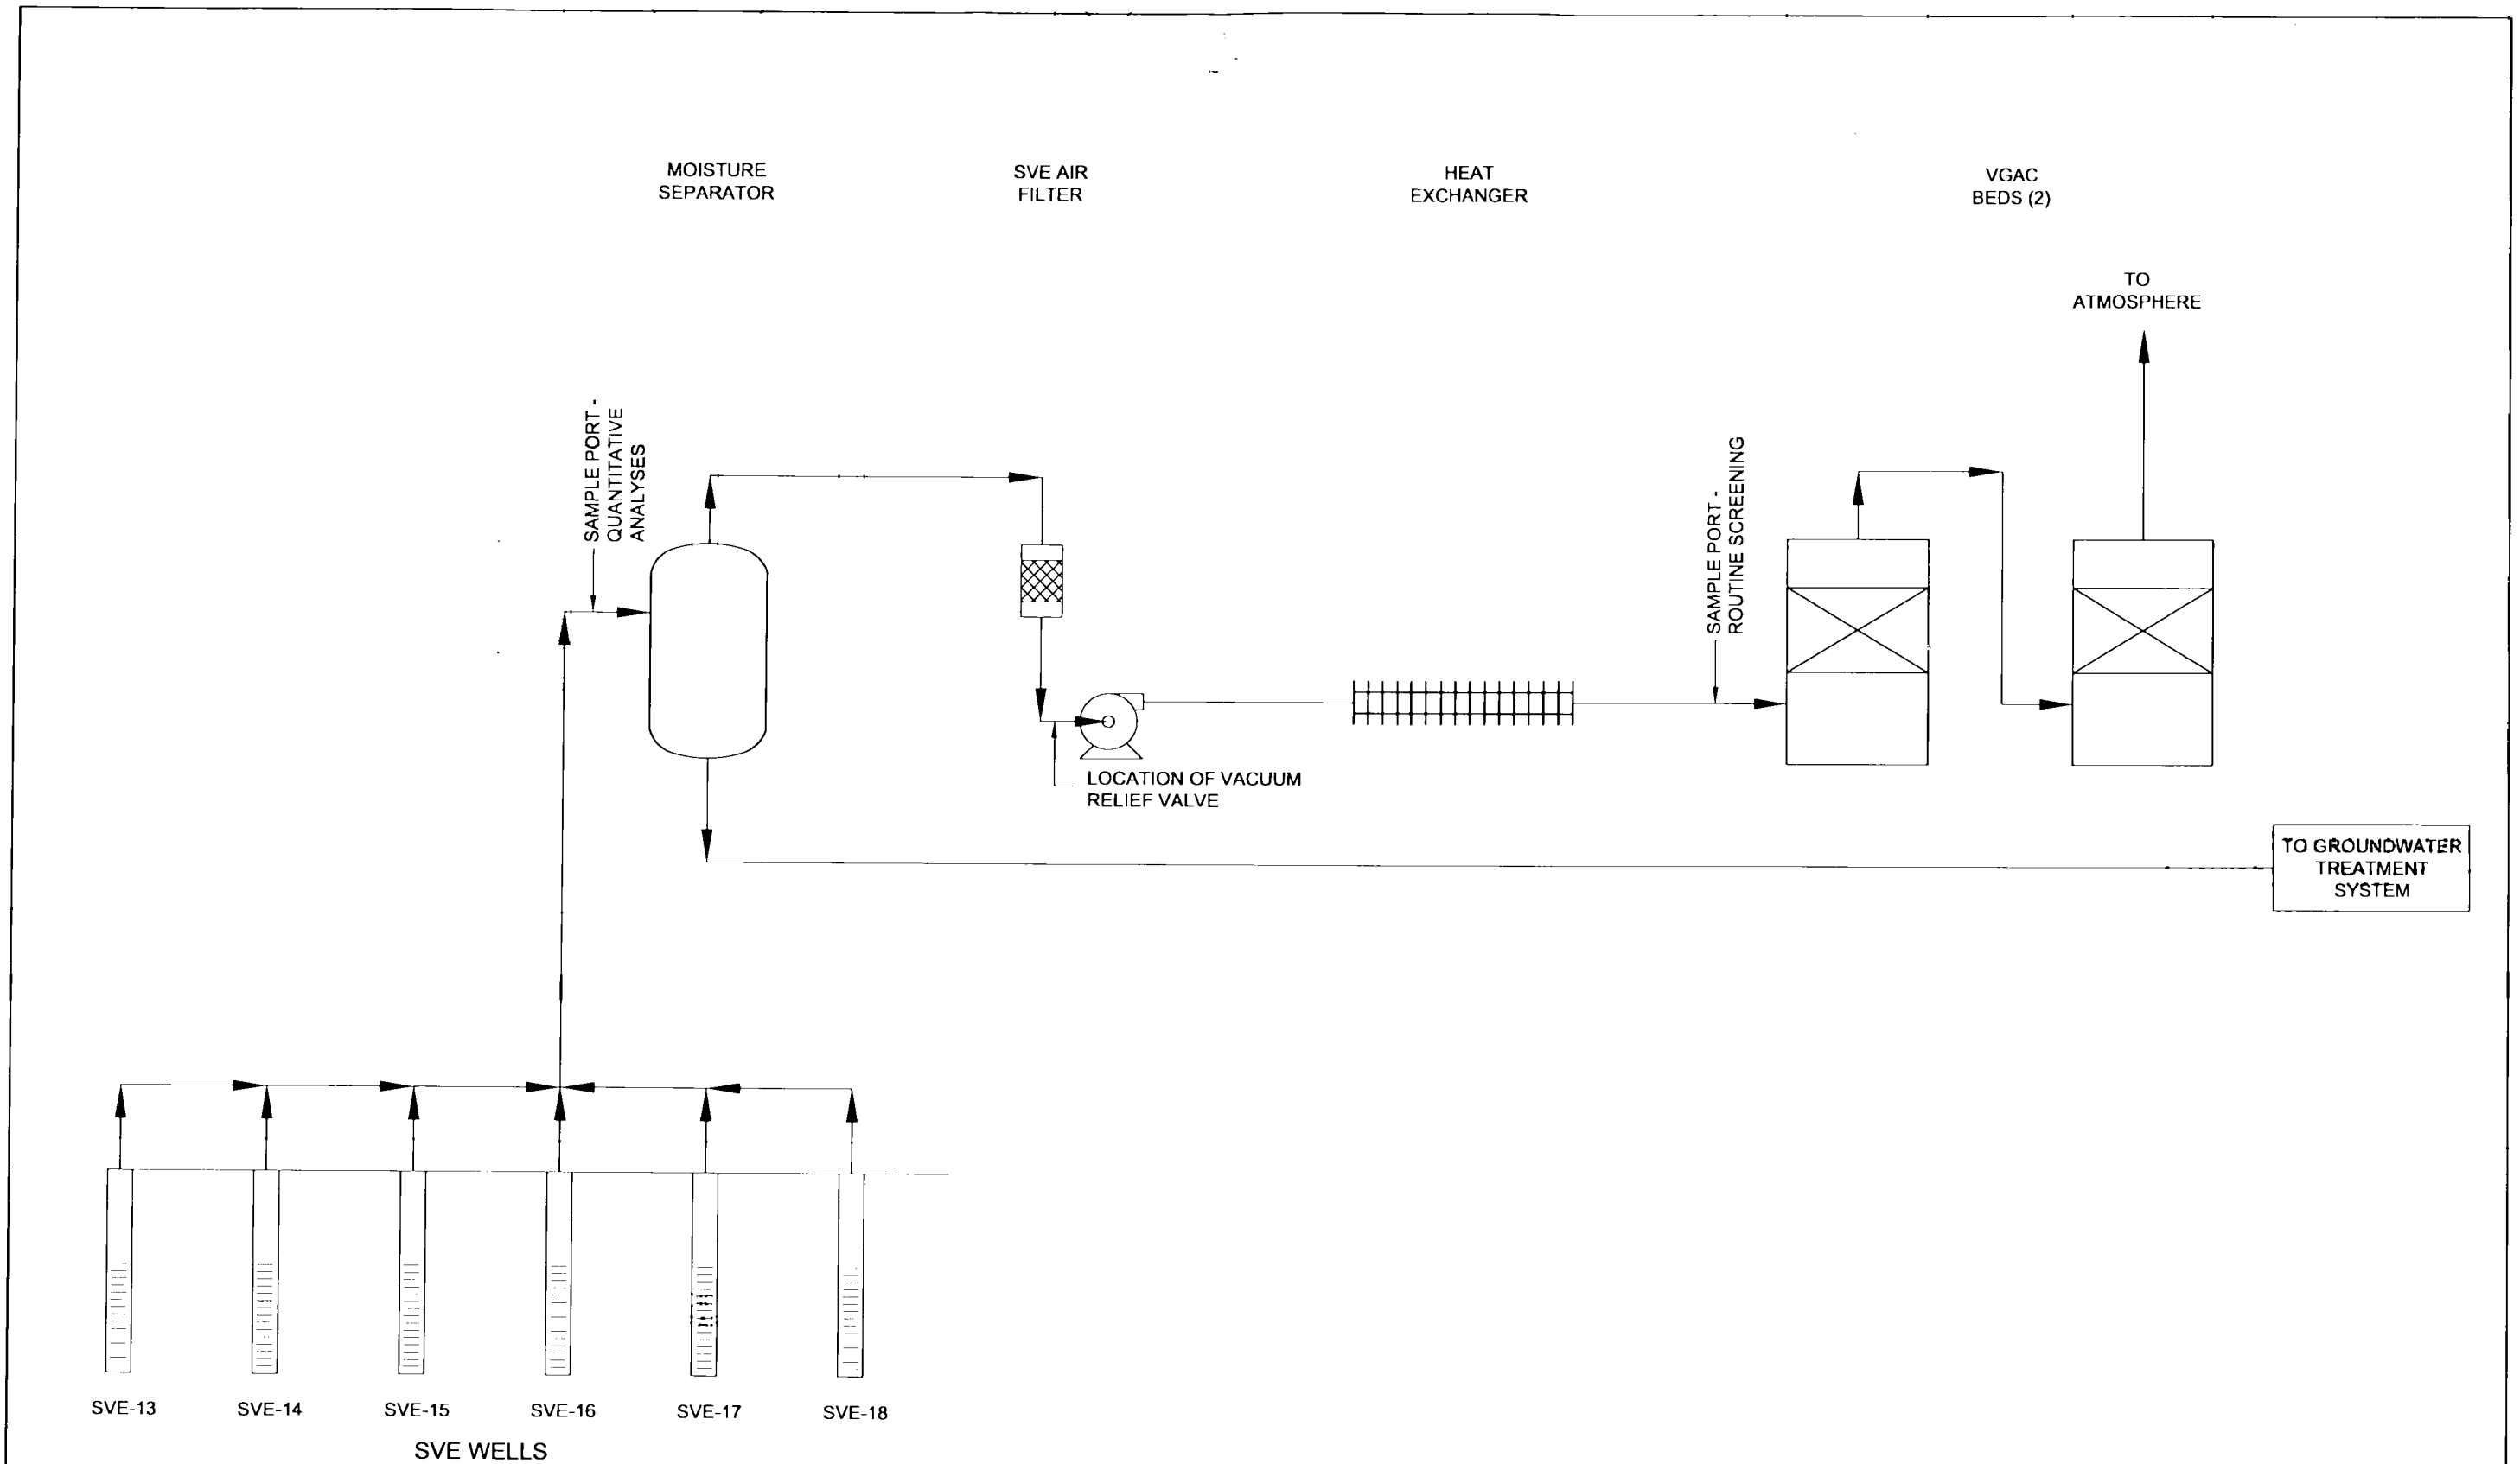 MOISTURE
SEPARATOR
SVE AIR
FILTER
HEAT
EXCHANGER
VGAC
BEDS (2)
TO
ATMOSPHERE
SAMPLE PORT -
QUANTITATIVE
ANALYSES
SAMPLE PORT -
ROUTINE SCREENING
LOCATION OF VACUUM
RELIEF VALVE
TO GROUNDWATER
TREATMENT
SYSTEM
SVE-13
SVE-14
SVE-15
SVE-16
SVE-17
SVE-18
SVE WELLS